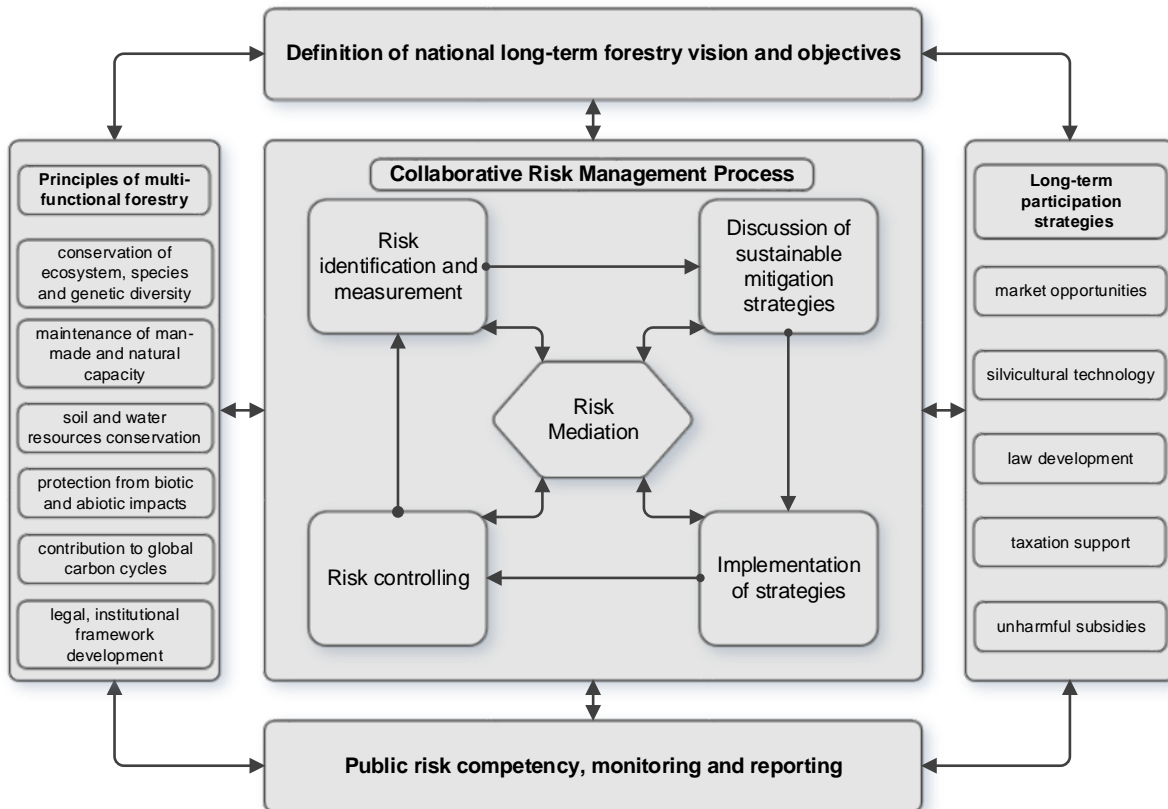 Definition of national long-term forestry vision and objectives
Principles of multi-
functional forestry
conservation of
ecosystem, species
and genetic diversity
maintenance of man-
made and natural
capacity
soil and water
resources conservation
protection from biotic
and abiotic impacts
contribution to global
carbon cycles
legal, institutional
framework
development
Collaborative Risk Management Process
Risk
identification and
measurement
Discussion of
sustainable
mitigation
strategies
Risk
Mediation
Risk controlling
Implementation
of strategies
Long-term
participation
strategies
market opportunities
silvicultural technology
law development
taxation support
unharmful subsidies
Public risk competency, monitoring and reporting